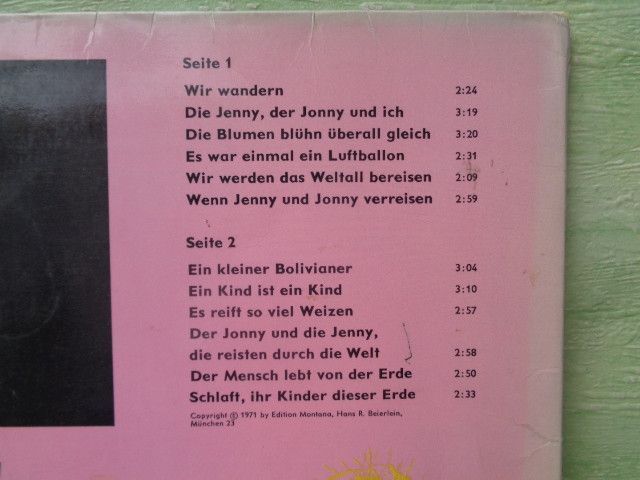 Seite 1
Wir wandern 2:24
Die Jenny, der Jonny und ich 3:19
Die Blumen blühn überall gleich 3:20
Es war einmal ein Luftballon 2:31
Wir werden das Weltall bereisen 2:09
Wenn Jenny und Jonny verreisen 2:59
Seite 2
Ein kleiner Bolivianer 3:04
Ein Kind ist ein Kind 3:10
Es reift so viel Weizen 2:57
Der Jonny und die Jenny,
die reisten durch die Welt 2:58
Der Mensch lebt von der Erde 2:50
Schlaft, ihr Kinder dieser Erde 2:33
Copyright © 1971 by Edition Montana, Hans R. Beierlein,
München 23